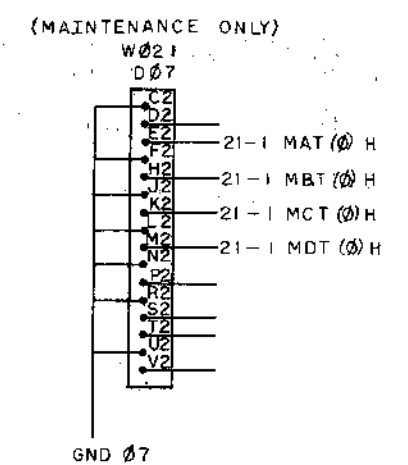 (MAINTENANCE ONLY)
WØ21
DØ7
C2
D2
E2
21-1 MAT (Ø) H
F2
H2
21-1 MBT (Ø) H
J2
K2
21-1 MCT (Ø) H
L2
M2
21-1 MDT (Ø) H
N2
P2
R2
S2
T2
U2
V2
GND Ø7